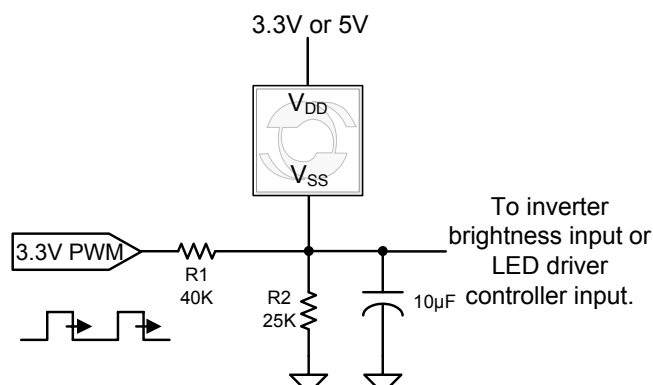 3.3V or 5V
VDD
VSS
To inverter
brightness input or
LED driver
controller input.
3.3V PWM
R1
40K
R2
25K
10µF